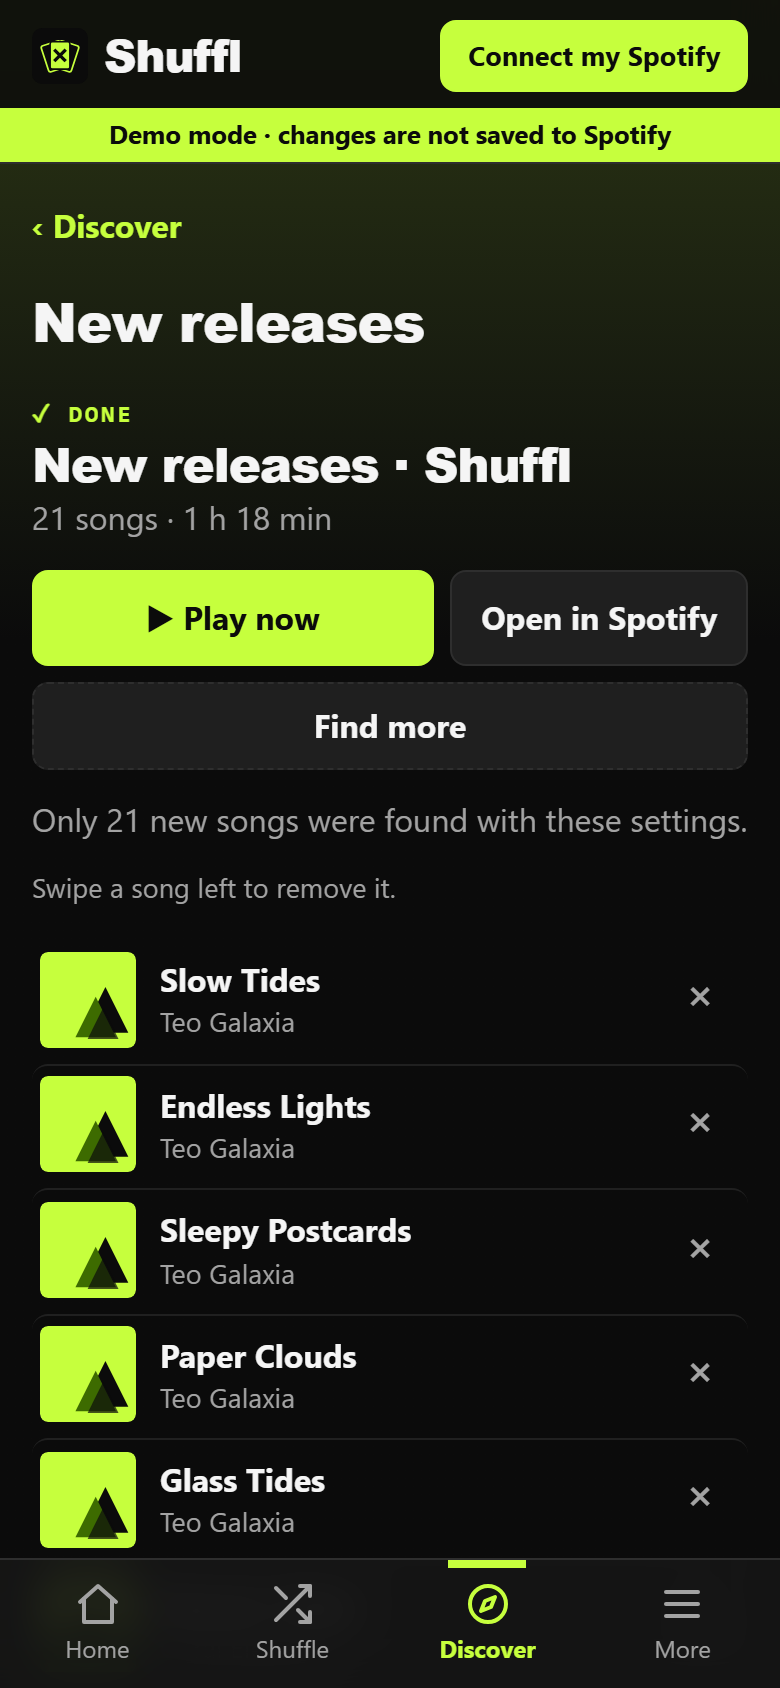 Shuffl
Connect my Spotify
Demo mode · changes are not saved to Spotify
‹ Discover
New releases
✓ DONE
New releases · Shuffl
21 songs · 1 h 18 min
▶ Play now
Open in Spotify
Find more
Only 21 new songs were found with these settings.
Swipe a song left to remove it.
Slow Tides
Teo Galaxia
✕
Endless Lights
Teo Galaxia
✕
Sleepy Postcards
Teo Galaxia
✕
Paper Clouds
Teo Galaxia
✕
Glass Tides
Teo Galaxia
✕
Home
Shuffle
Discover
More